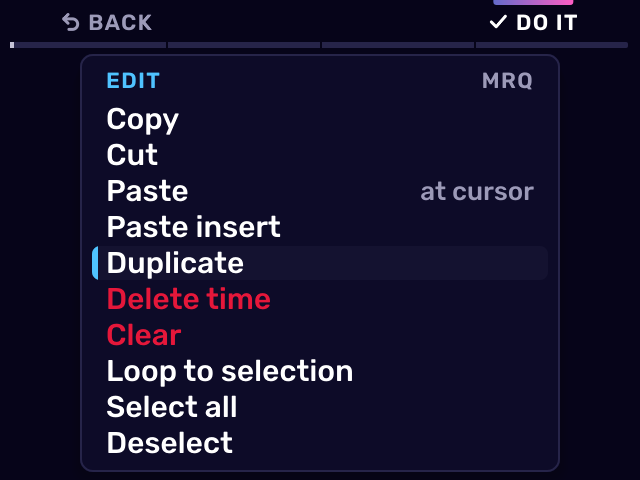 BACK
DO IT
EDIT MRQ
Copy
Cut
Paste at cursor
Paste insert
Duplicate
Delete time
Clear
Loop to selection
Select all
Deselect